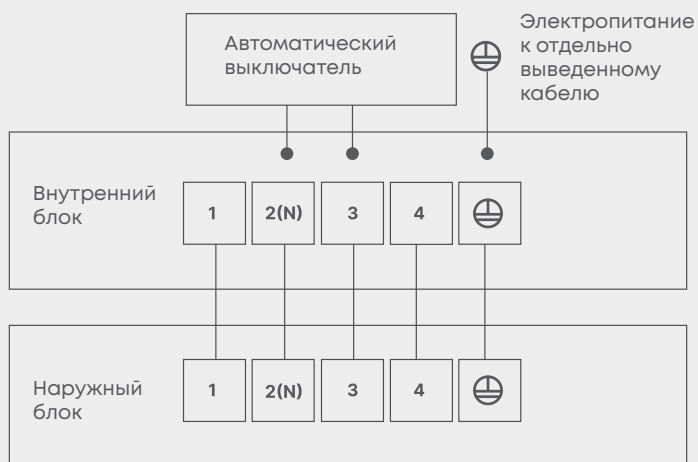 Автоматический
выключатель
Электропитание
к отдельно
выведенному
кабелю
Внутренний
блок
1 2(N) 3 4
Наружный
блок
1 2(N) 3 4